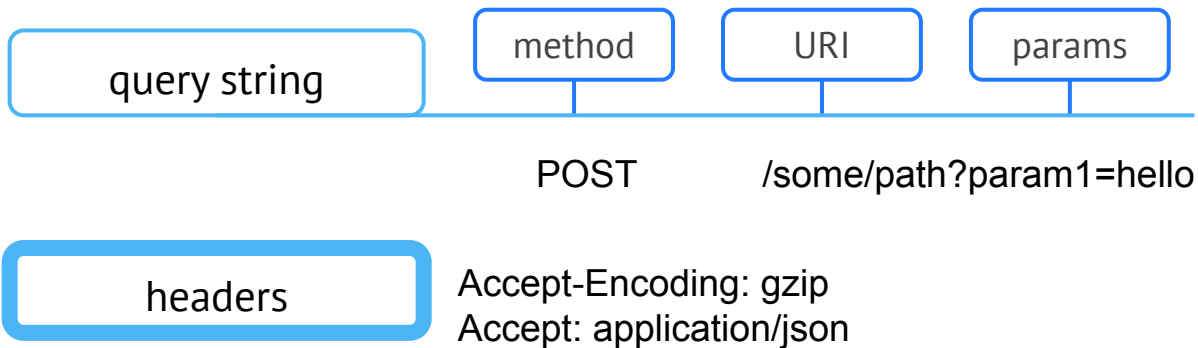 query string
method
URI
params
POST
/some/path?param1=hello
headers
Accept-Encoding: gzip
Accept: application/json